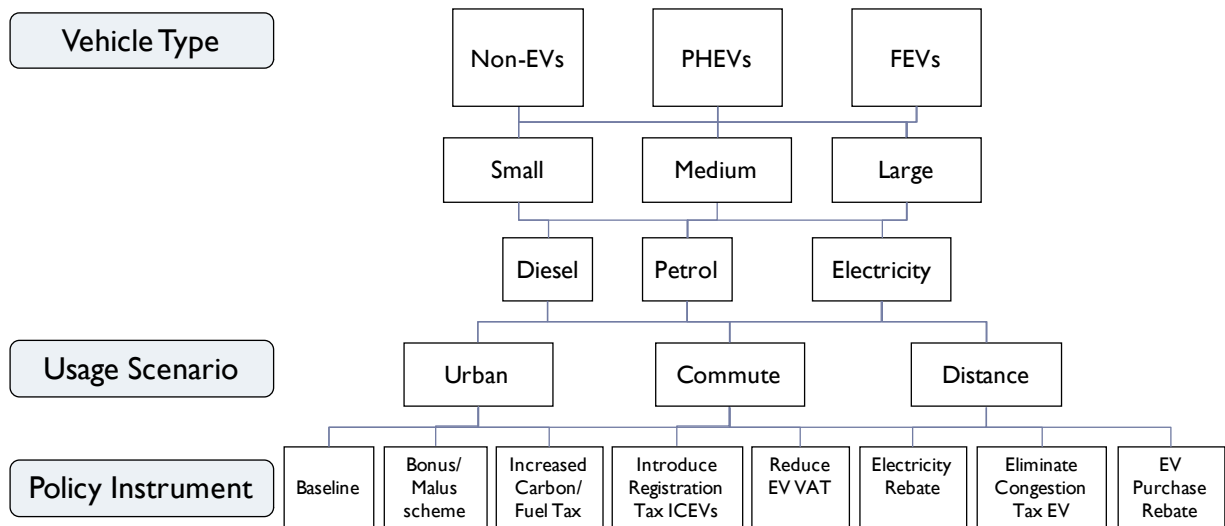 Vehicle Type
Non-EVs
PHEVs
FEVs
Small
Medium
Large
Diesel
Petrol
Electricity
Usage Scenario
Urban
Commute
Distance
Policy Instrument
Baseline
Bonus/
Malus
scheme
Increased
Carbon/
Fuel Tax
Introduce
Registration
Tax ICEVs
Reduce
EV VAT
Electricity
Rebate
Eliminate
Congestion
Tax EV
EV
Purchase
Rebate